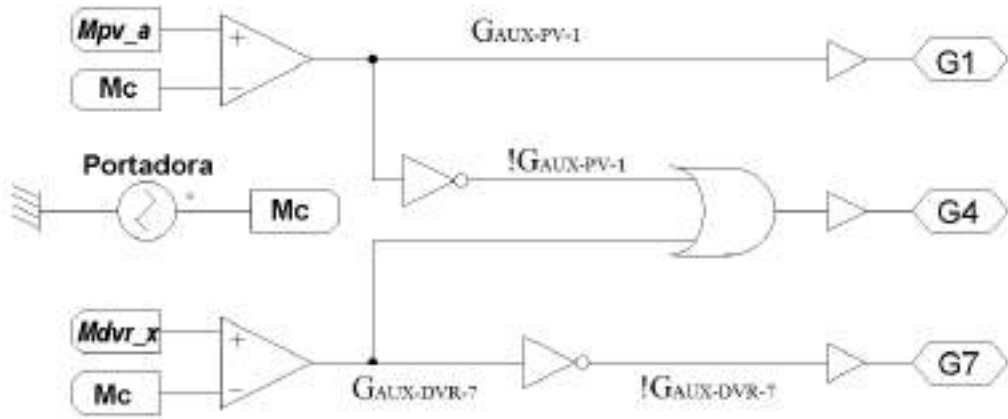 Mpv_a
GAUX-PV-1
G1
Mc
!GAUX-PV-1
Portadora
Mc
G4
Mdvr_x
Mc
GAUX-DVR-7
!GAUX-DVR-7
G7